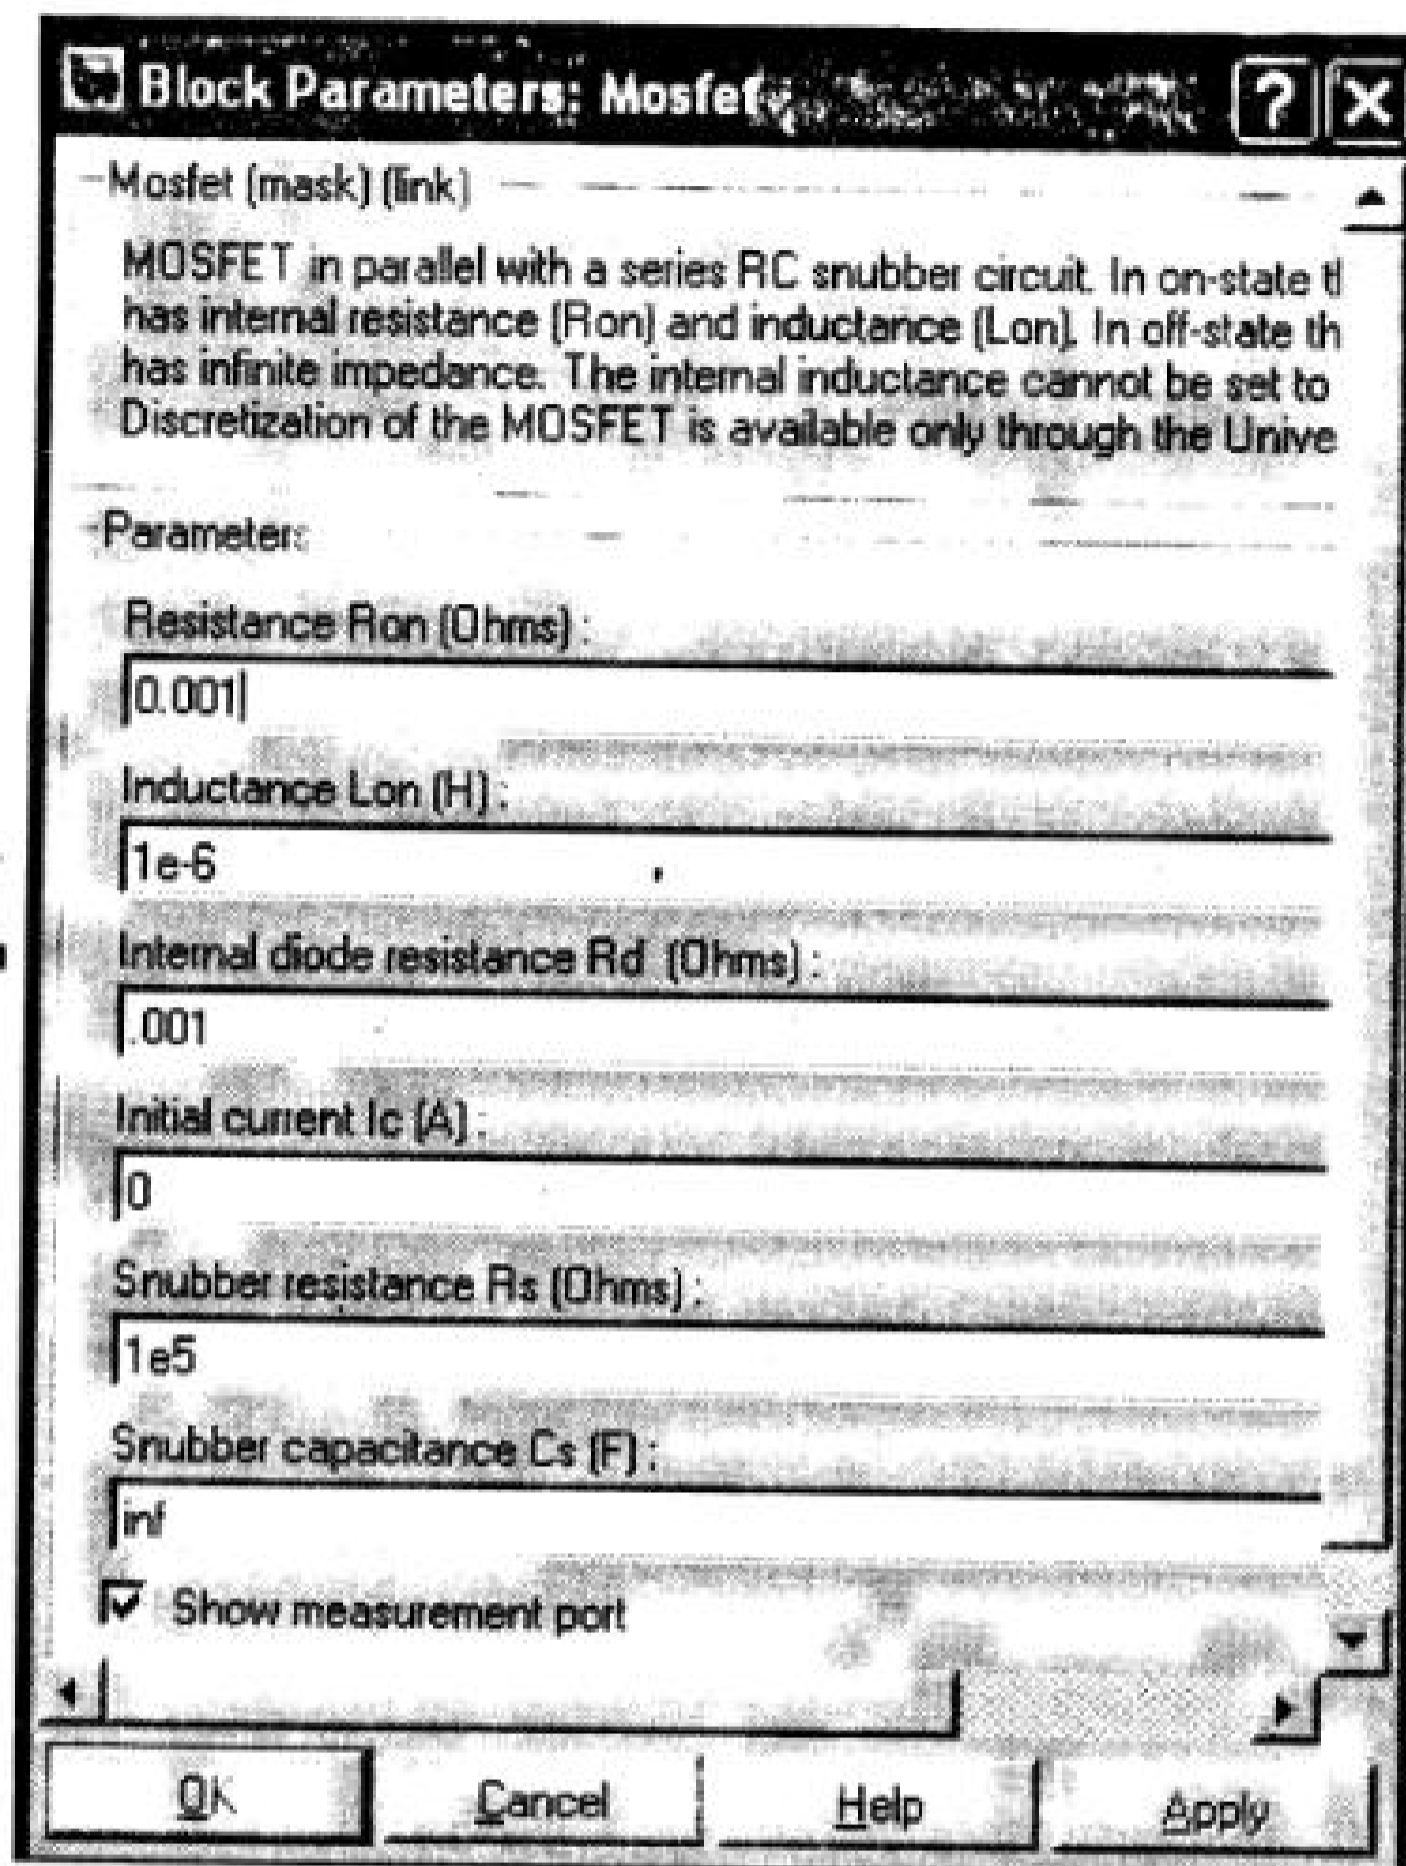 Block Parameters: Mosfet
? X
Mosfet (mask) (link)
MOSFET in parallel with a series RC snubber circuit. In on-state t
has internal resistance (Ron) and inductance (Lon). In off-state th
has infinite impedance. The internal inductance cannot be set to
Discretization of the MOSFET is available only through the Unive
Parameters
Resistance Ron (Ohms) :
0.001
Inductance Lon (H) :
1e-6
Internal diode resistance Rd (Ohms) :
.001
Initial current Ic (A) :
0
Snubber resistance Rs (Ohms) :
1e5
Snubber capacitance Cs (F) :
inf
Show measurement port
OK Cancel Help Apply